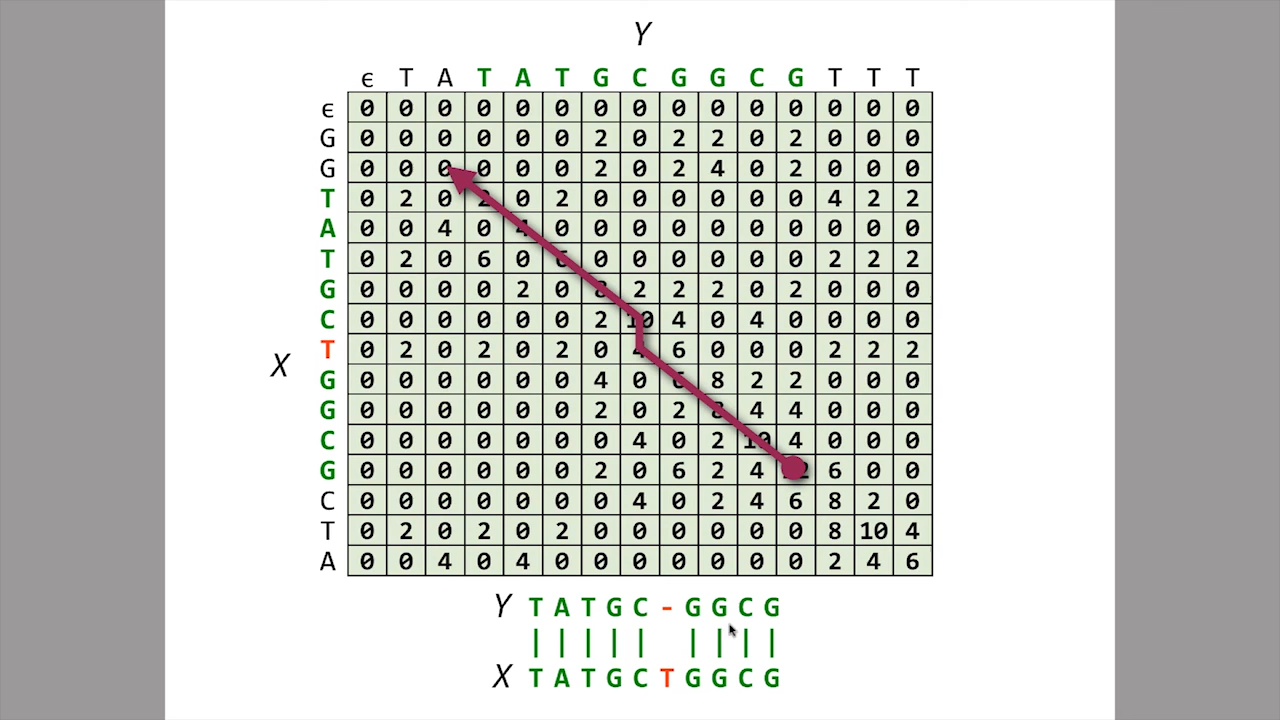 Y
ϵ T A T A T G C G G C G T T T
ϵ 0 0 0 0 0 0 0 0 0 0 0 0 0 0 0
G 0 0 0 0 0 0 2 0 2 2 0 2 0 0 0
G 0 0 0 0 0 0 2 0 2 4 0 2 0 0 0
T 0 2 0 2 0 2 0 0 0 0 0 0 4 2 2
A 0 0 4 0 4 0 0 0 0 0 0 0 0 0 0
T 0 2 0 6 0 6 0 0 0 0 0 0 2 2 2
G 0 0 0 0 2 0 8 2 2 2 0 2 0 0 0
C 0 0 0 0 0 0 2 10 4 0 4 0 0 0 0
T 0 2 0 2 0 2 0 4 6 0 0 0 2 2 2
X
G 0 0 0 0 0 0 4 0 6 8 2 2 0 0 0
G 0 0 0 0 0 0 2 0 2 8 4 4 0 0 0
C 0 0 0 0 0 0 0 4 0 2 10 4 0 0 0
G 0 0 0 0 0 0 2 0 6 2 4 12 6 0 0
C 0 0 0 0 0 0 0 4 0 2 4 6 8 2 0
T 0 2 0 2 0 2 0 0 0 0 0 0 8 10 4
A 0 0 4 0 4 0 0 0 0 0 0 0 2 4 6
Y T A T G C - G G C G
| | | | | | | | |
X T A T G C T G G C G